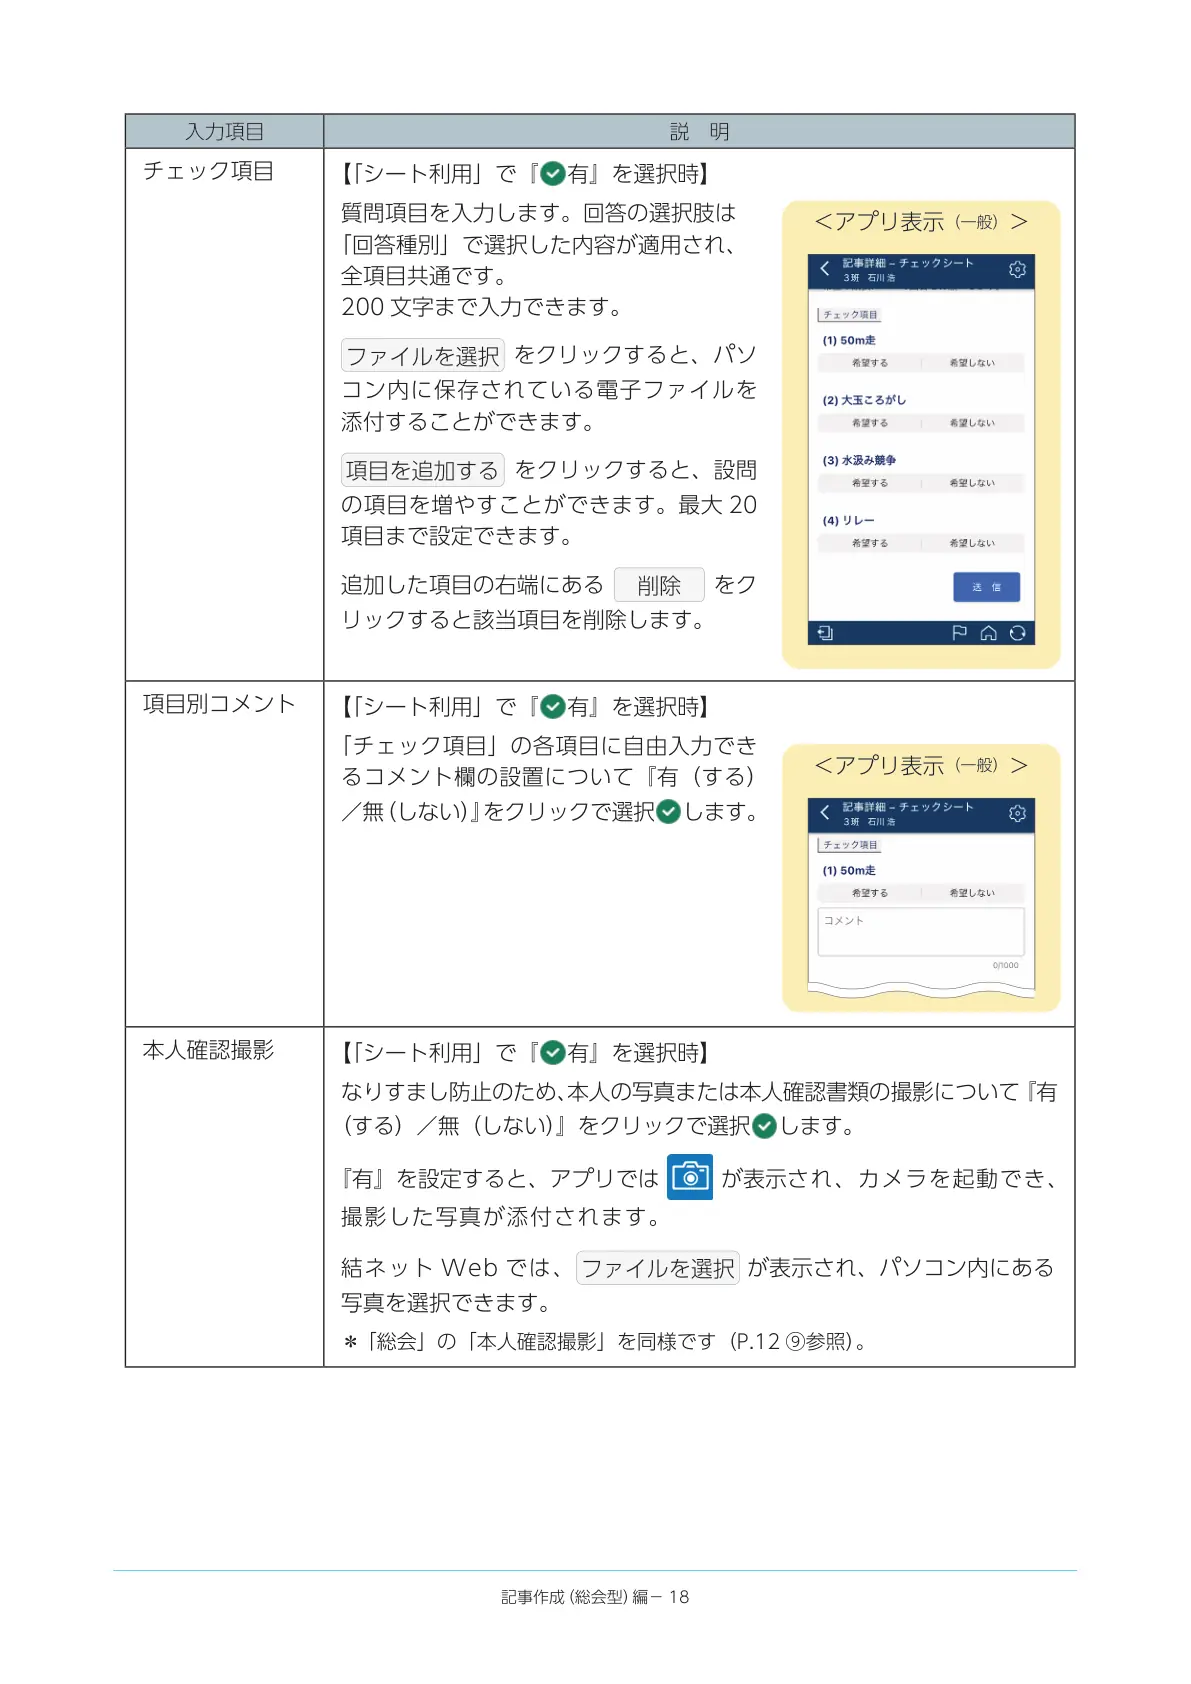 入力項目
説　明
チェック項目
【「シート利用」で『有』を選択時】
質問項目を入力します。回答の選択肢は
「回答種別」で選択した内容が適用され、
全項目共通です。
200 文字まで入力できます。
ファイルを選択 をクリックすると、パソ
コン内に保存されている電子ファイルを
添付することができます。
項目を追加する をクリックすると、設問
の項目を増やすことができます。最大 20
項目まで設定できます。
追加した項目の右端にある 削除 をク
リックすると該当項目を削除します。
＜アプリ表示（一般）＞
記事詳細 – チェックシート
3班　石川 浩
チェック項目
(1) 50m走
希望する
希望しない
(2) 大玉ころがし
希望する
希望しない
(3) 水汲み競争
希望する
希望しない
(4) リレー
希望する
希望しない
送　信
項目別コメント
【「シート利用」で『有』を選択時】
「チェック項目」の各項目に自由入力でき
るコメント欄の設置について『有（する）
／無（しない）』をクリックで選択します。
＜アプリ表示（一般）＞
記事詳細 – チェックシート
3班　石川 浩
チェック項目
(1) 50m走
希望する
希望しない
コメント
0/1000
本人確認撮影
【「シート利用」で『有』を選択時】
なりすまし防止のため、本人の写真または本人確認書類の撮影について『有
（する）／無（しない）』をクリックで選択します。
『有』を設定すると、アプリでは が表示され、カメラを起動でき、
撮影した写真が添付されます。
結ネット Web では、ファイルを選択 が表示され、パソコン内にある
写真を選択できます。
＊「総会」の「本人確認撮影」を同様です（P.12 ⑨参照）。
記事作成（総会型）編－ 18